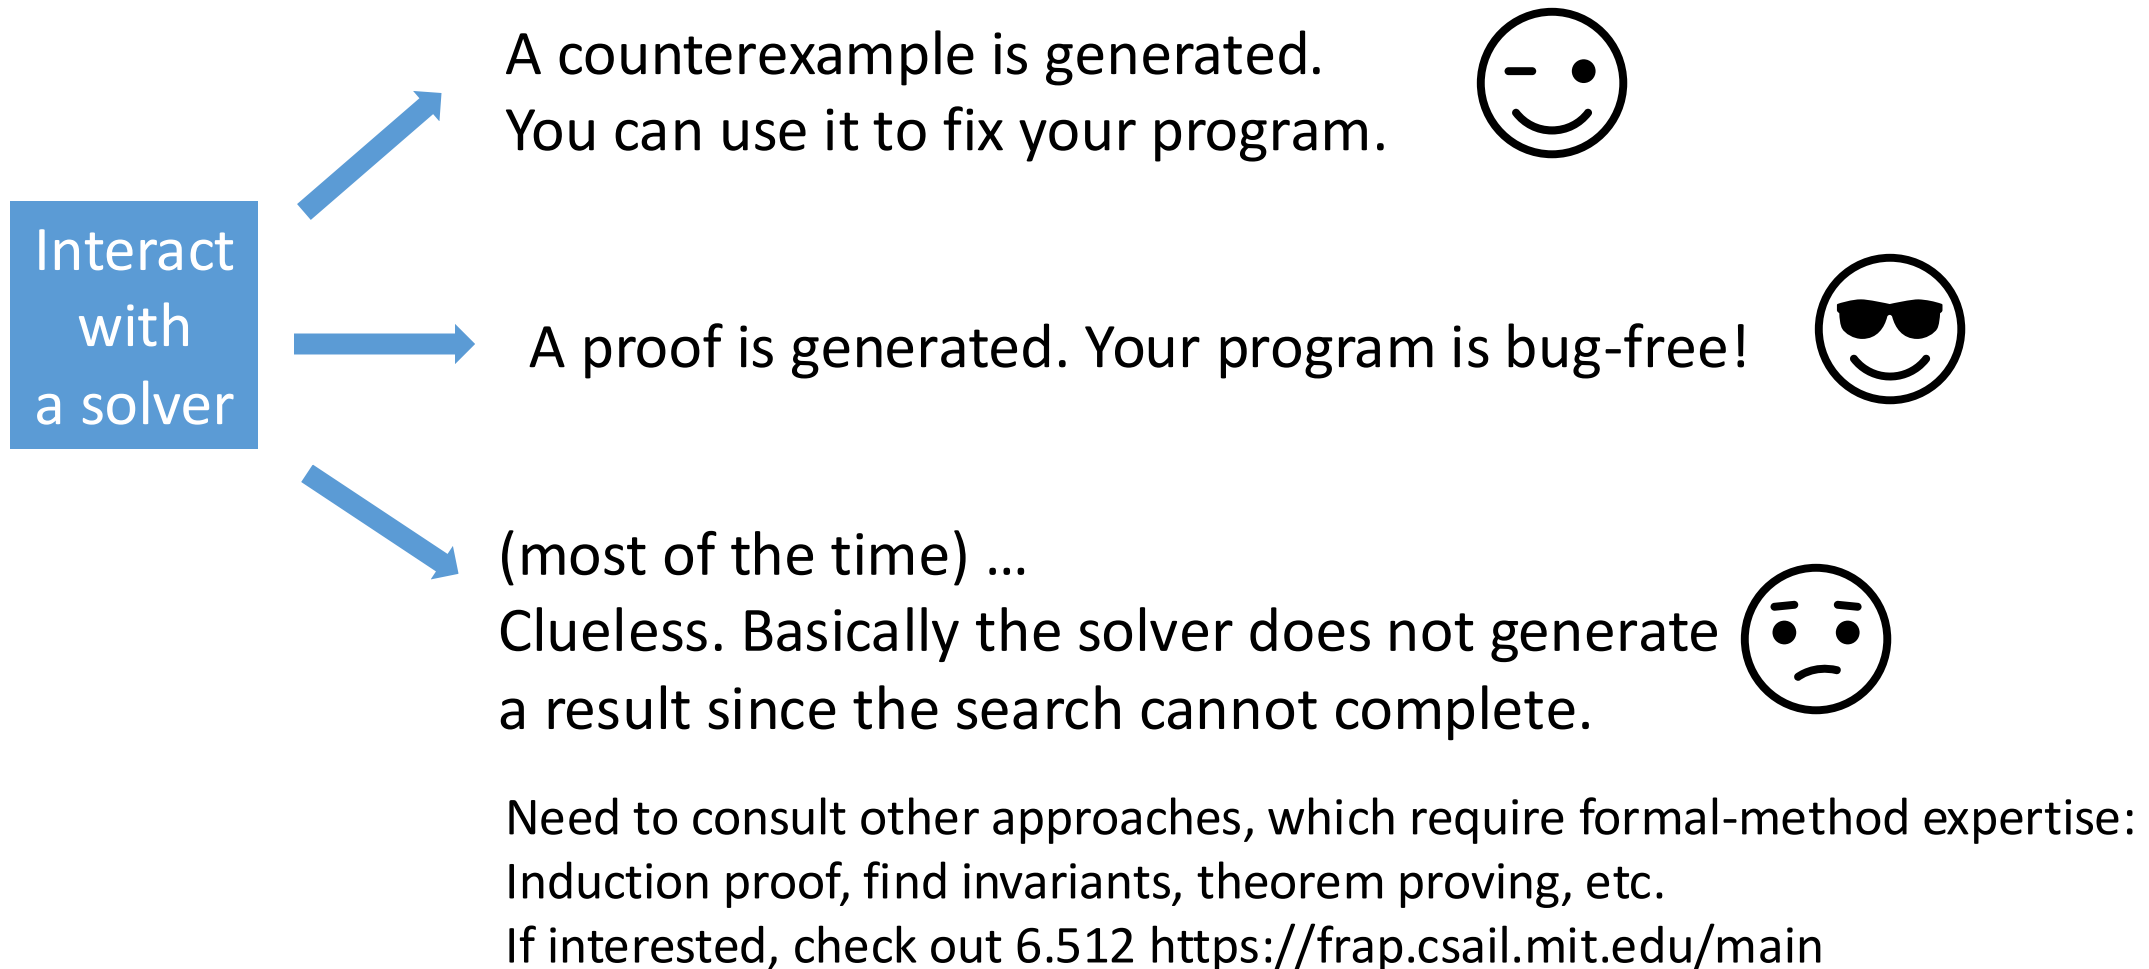 A counterexample is generated.
You can use it to fix your program.
Interact
with
a solver
A proof is generated. Your program is bug-free!
(most of the time) …
Clueless. Basically the solver does not generate
a result since the search cannot complete.
Need to consult other approaches, which require formal-method expertise:
Induction proof, find invariants, theorem proving, etc.
If interested, check out 6.512 https://frap.csail.mit.edu/main